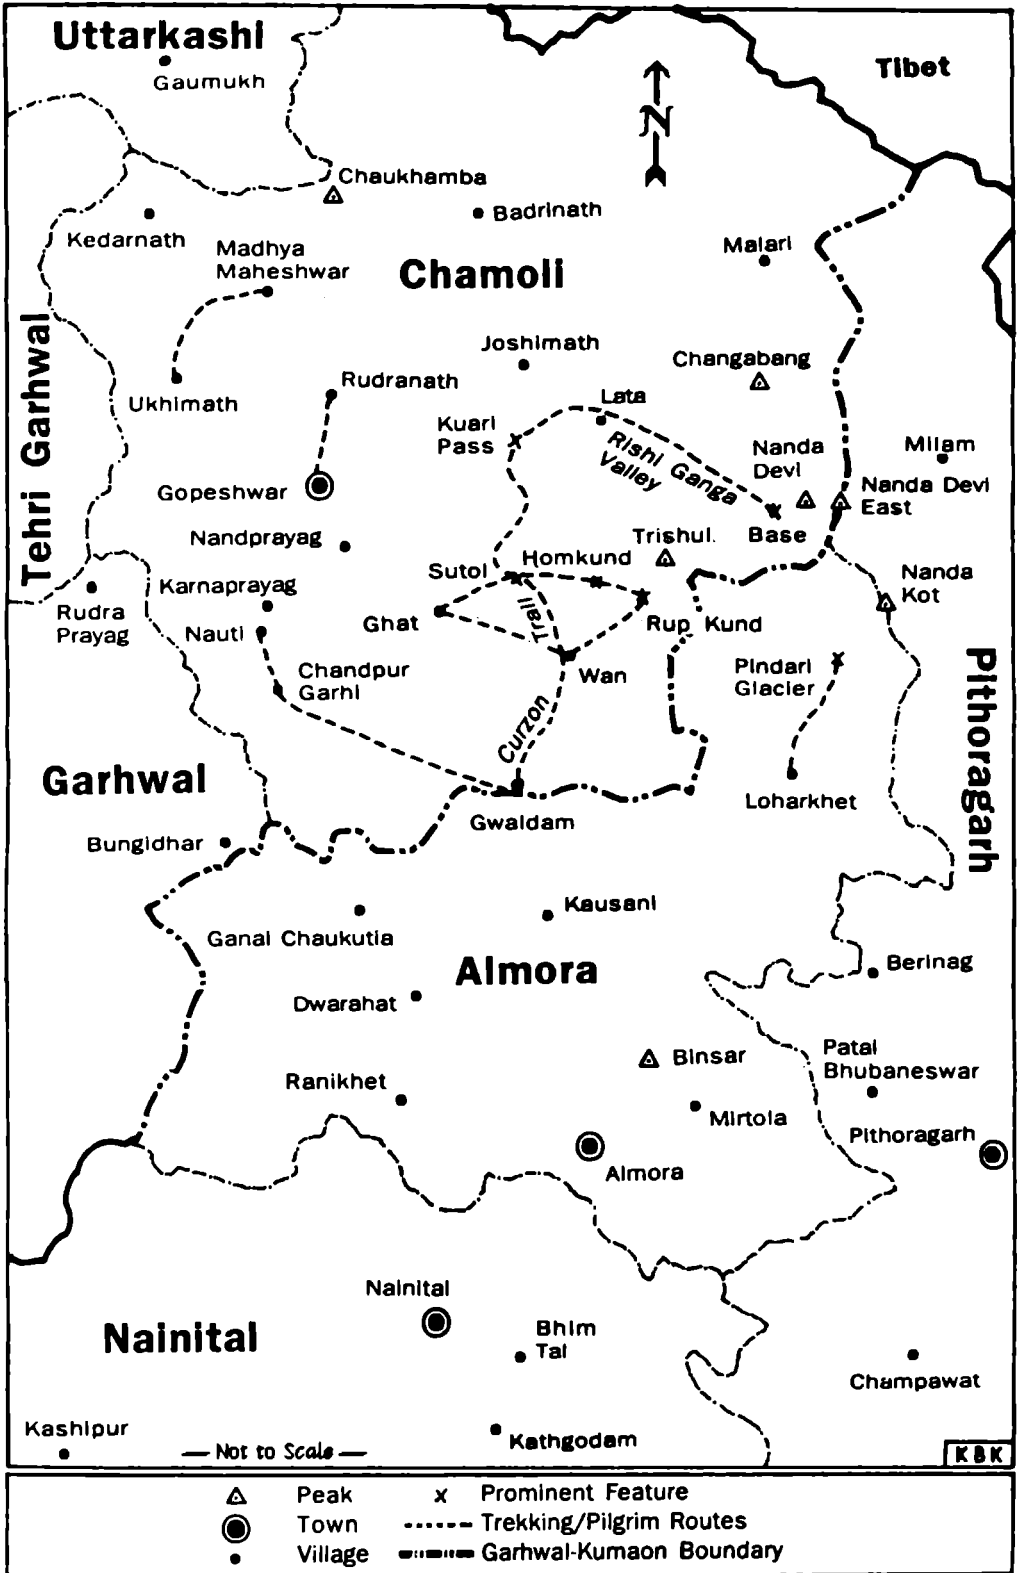 Uttarkashi
Gaumukh
Tibet
N
Chaukhamba
Badrinath
Kedarnath
Madhya
Maheshwar
Malari
Chamoli
Tehri Garhwal
Joshimath
Changabang
Rudranath
Ukhimath
Lata
Kuari
Pass
Rishi Ganga
Valley
Nanda
Devi
Milam
Nanda Devi
East
Gopeshwar
Base
Nandprayag
Trishul.
Homkund
Sutol
Nanda
Kot
Karnaprayag
Rudra
Prayag
Ghat
Trail
Rup Kund
Nauti
Chandpur
Garhi
Wan
Pindari
Glacier
Pithoragarh
Curzon
Garhwal
Loharkhet
Gwaldam
Bungidhar
Kausani
Ganai Chaukutia
Almora
Berinag
Dwarahat
Binsar
Patal
Bhubaneswar
Ranikhet
Mirtola
Pithoragarh
Almora
Nainital
Nainital
Bhim
Tal
Champawat
Kashipur
Not to Scale
Kathgodam
KBK
Peak
x Prominent Feature
Town
Trekking/Pilgrim Routes
Village
Garhwal-Kumaon Boundary